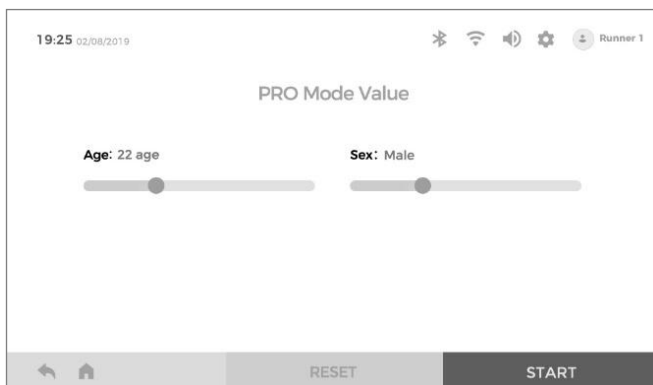 19:25 02/08/2019 Runner 1
PRO Mode Value
Age: 22 age Sex: Male
RESET START